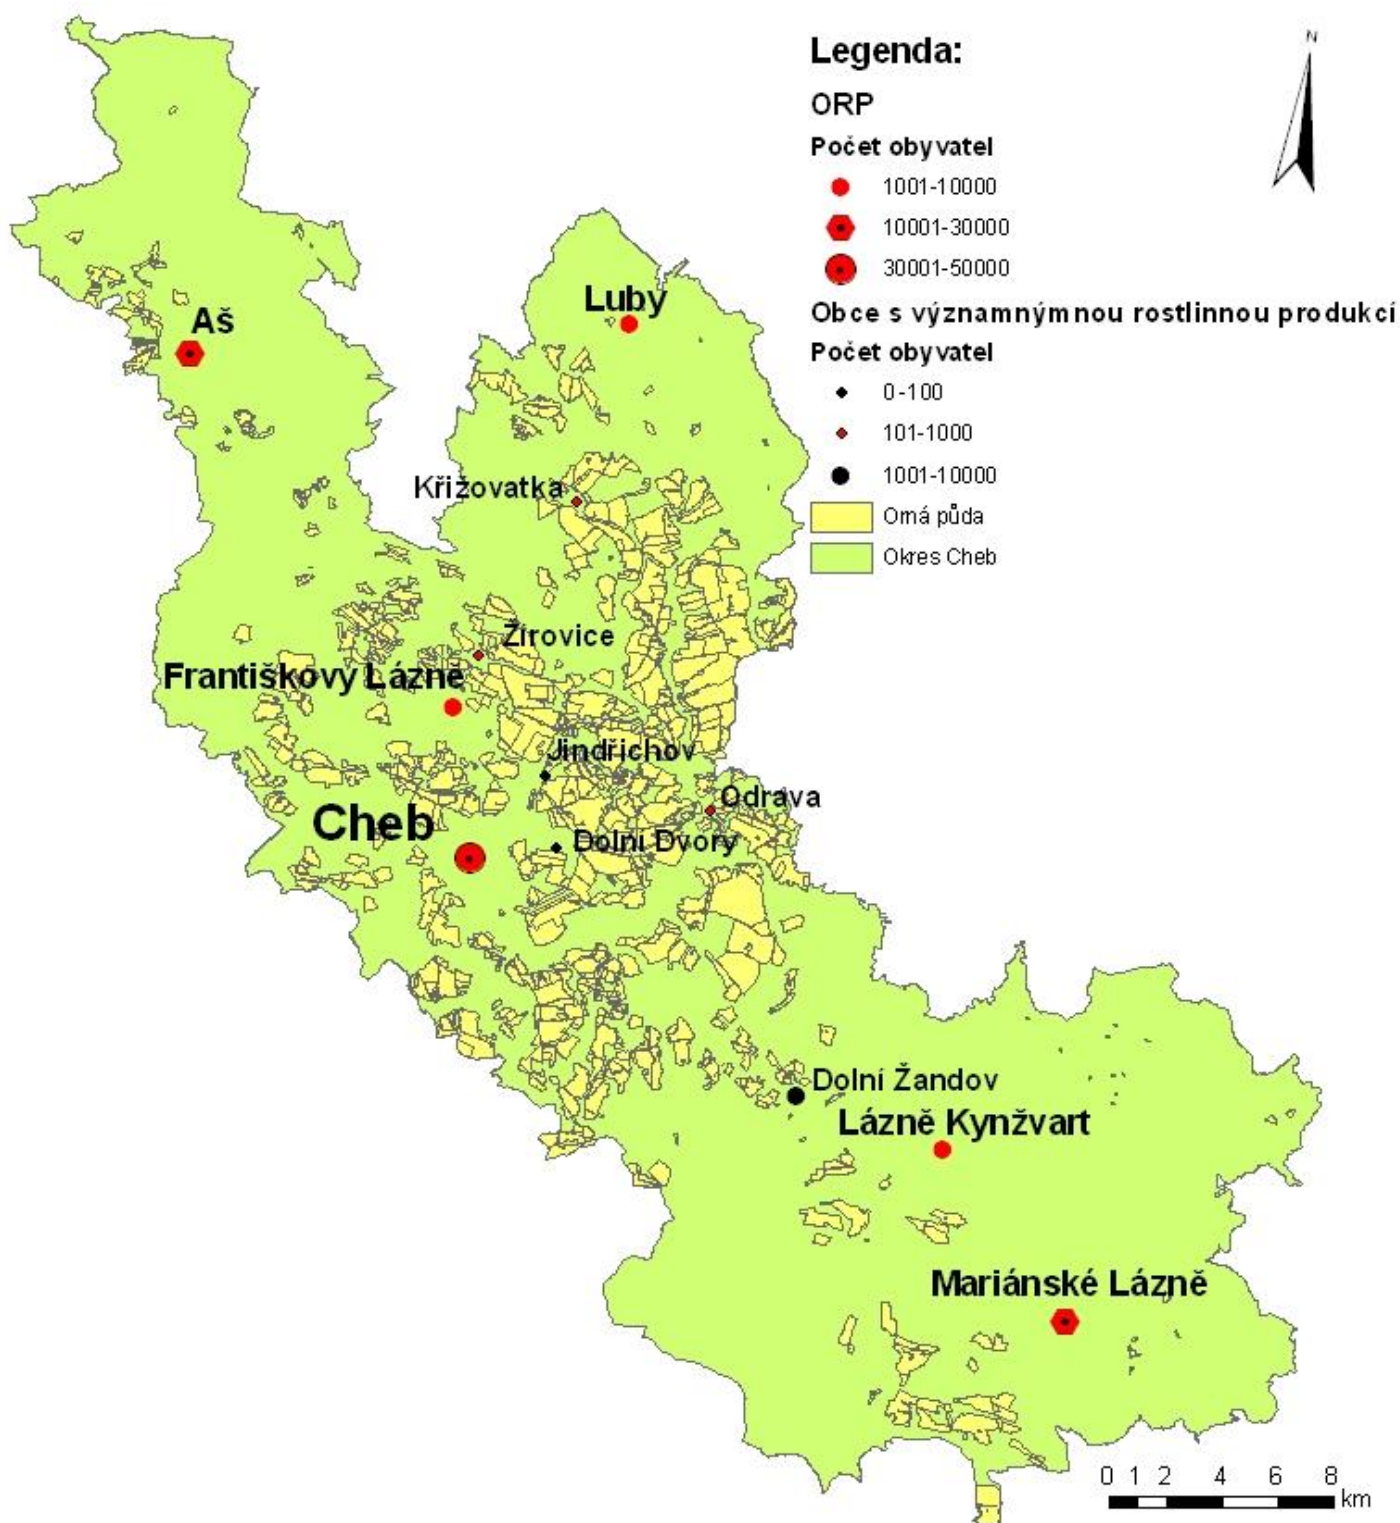 N
Legenda:
ORP
Počet obyvatel
1001-10000
10001-30000
30001-50000
Obce s významnýmnou rostlinnou produkcí
Počet obyvatel
0-100
101-1000
1001-10000
Orná půda
Okres Cheb
Luby
Aš
Křižovatka
Žírovice
Františkovy Lázně
Jindřichov
Odrava
Cheb
Dolní Dvory
Dolní Žandov
Lázně Kynžvart
Mariánské Lázně
0 1 2 4 6 8
km